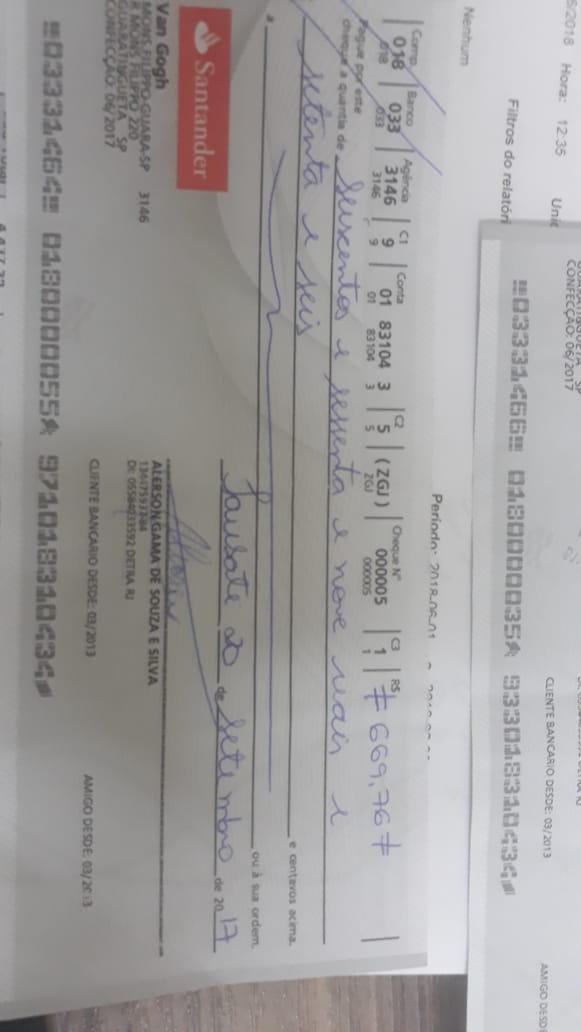 5/2018 Hora: 12:35
Filtros do relatóri
Nenhum
Período: 2018-06-01
CONFECÇÃO: 06/2017
CLIENTE BANCARIO DESDE: 03/2013
AMIGO DESD
03331466 0180000035 933018310434
Comp. Banco Agência C1 Conta C2 Cheque Nº C3 R$
018 033 3146 9 01 83104 3 5 (ZGJ) 000005 1 ≠ 669,76 ≠
018 033 3146 9 01 83104 3 5 ZGJ 000005 1
Pague por este
cheque a quantia de seiscentos e sessenta e nove reais e
setenta e seis e centavos acima.
a ou à sua ordem.
Taubate 20 de setembro de 2017
Santander
Van Gogh
MONS.FILIPPO-GUARA-SP 3146
R MONS FILIPPO 220
GUARATINGUETA SP
CONFECÇÃO: 06/2017
ALERSON GAMA DE SOUZA E SILVA
DI: 05584033592 DETRA RJ
CLIENTE BANCARIO DESDE: 03/2013
AMIGO DESDE: 03/2013
03331464 0180000055 971018310434